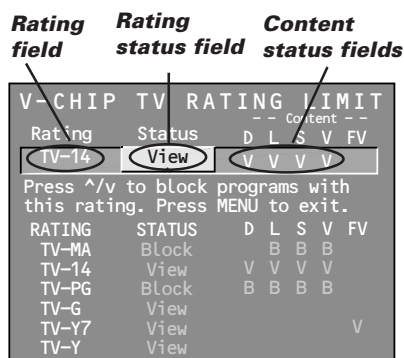 Rating field
Rating status field
Content status fields
V-CHIP TV RATING LIMIT
– – Content – –
Rating Status D L S V FV
TV-14 View V V V V
Press ^/v to block programs with
this rating. Press MENU to exit.
RATING STATUS D L S V FV
TV-MA Block B B B
TV-14 View V V V V
TV-PG Block B B B B
TV-G View
TV-Y7 View V
TV-Y View